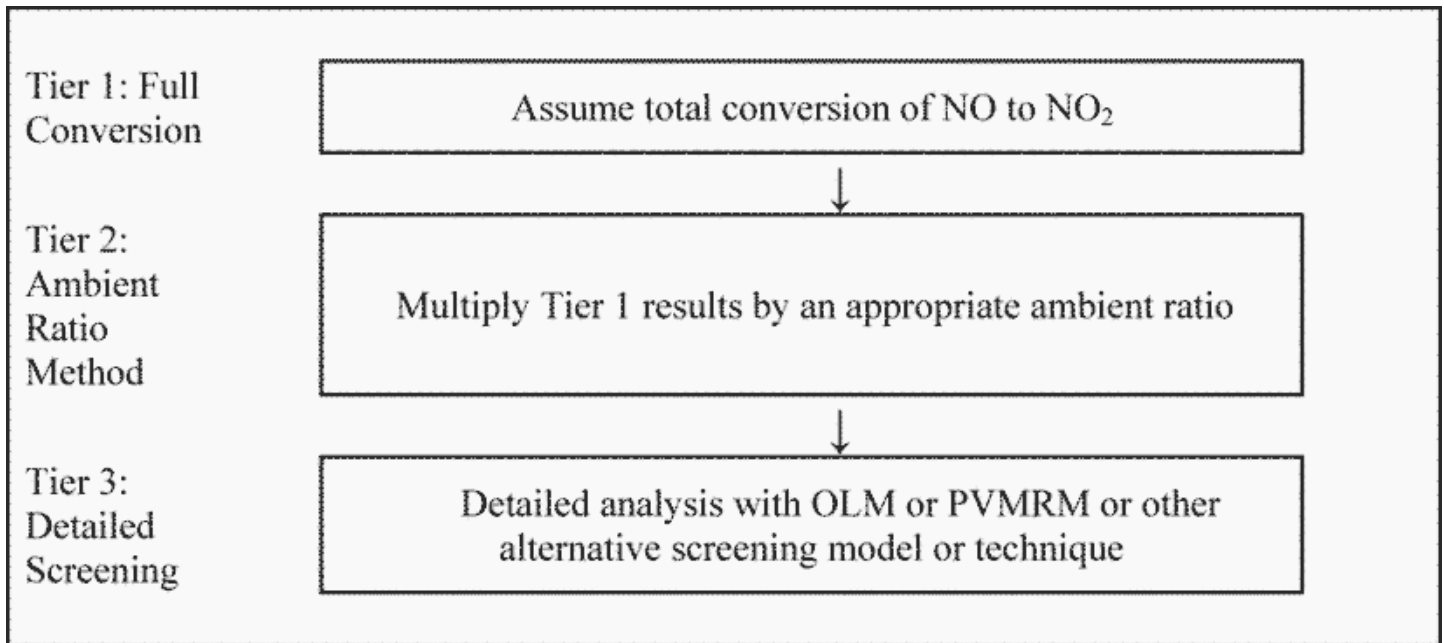 Tier 1: Full
Conversion
Assume total conversion of NO to NO₂
Tier 2:
Ambient
Ratio
Method
Multiply Tier 1 results by an appropriate ambient ratio
Tier 3:
Detailed
Screening
Detailed analysis with OLM or PVMRM or other
alternative screening model or technique